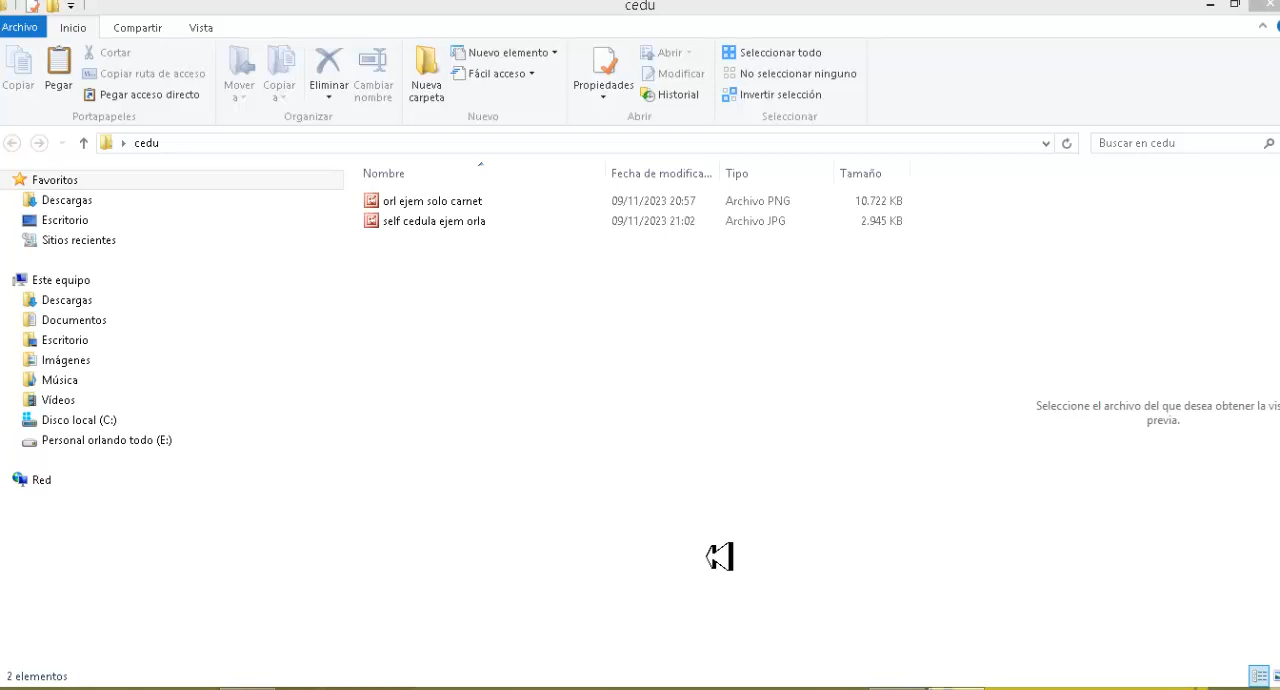 cedu
Archivo Inicio Compartir Vista
Copiar Pegar Cortar
Copiar ruta de acceso
Pegar acceso directo
Portapapeles
Mover a Copiar a Eliminar Cambiar nombre
Organizar
Nueva carpeta Nuevo elemento
Fácil acceso
Nuevo
Propiedades Abrir
Modificar
Historial
Abrir
Seleccionar todo
No seleccionar ninguno
Invertir selección
Seleccionar
cedu Buscar en cedu
Favoritos
Descargas
Escritorio
Sitios recientes
Este equipo
Descargas
Documentos
Escritorio
Imágenes
Música
Vídeos
Disco local (C:)
Personal orlando todo (E:)
Red
Nombre Fecha de modifica... Tipo Tamaño
orl ejem solo carnet 09/11/2023 20:57 Archivo PNG 10.722 KB
self cedula ejem orla 09/11/2023 21:02 Archivo JPG 2.945 KB
Seleccione el archivo del que desea obtener la vis
previa.
2 elementos